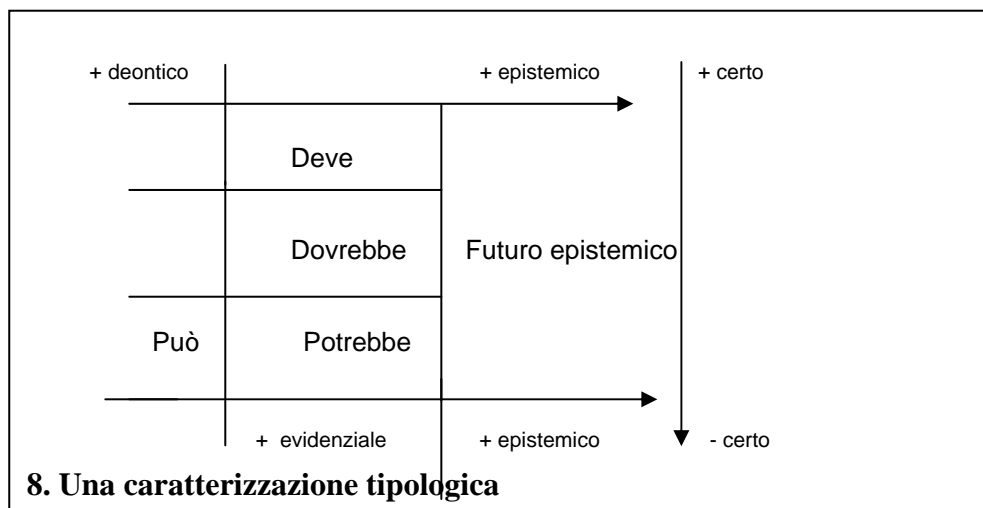 + deontico + epistemico + certo
Deve
Dovrebbe Futuro epistemico
Può Potrebbe
+ evidenziale + epistemico - certo
8. Una caratterizzazione tipologica